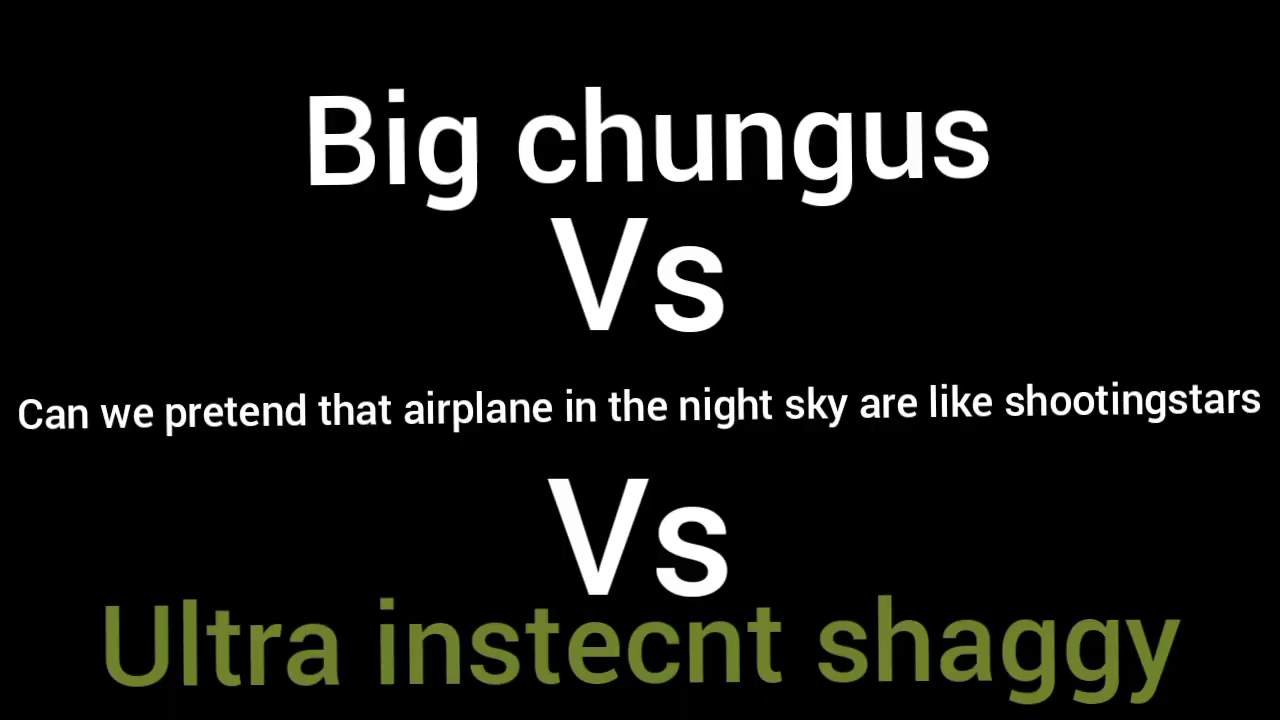 Big chungus
Vs
Can we pretend that airplane in the night sky are like shootingstars
Vs
Ultra instecnt shaggy